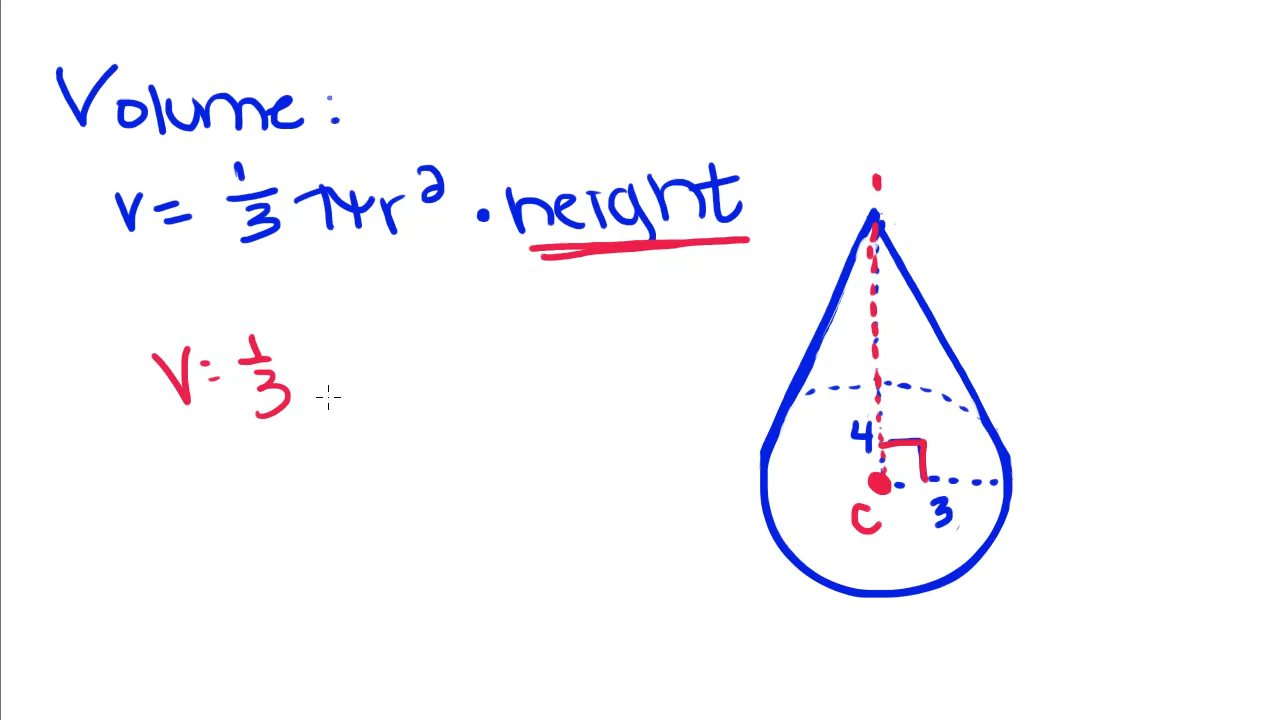 Volume:
V = 1/3 πr² · height
V = 1/3
4
C
3